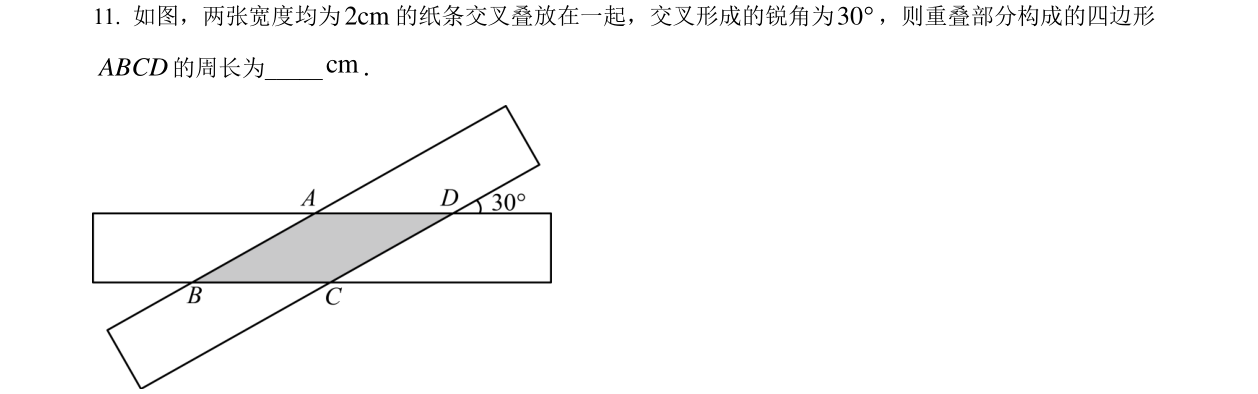 11. 如图，两张宽度均为2cm的纸条交叉叠放在一起，交叉形成的锐角为30°，则重叠部分构成的四边形
ABCD的周长为_____cm．
A
D
30°
B
C